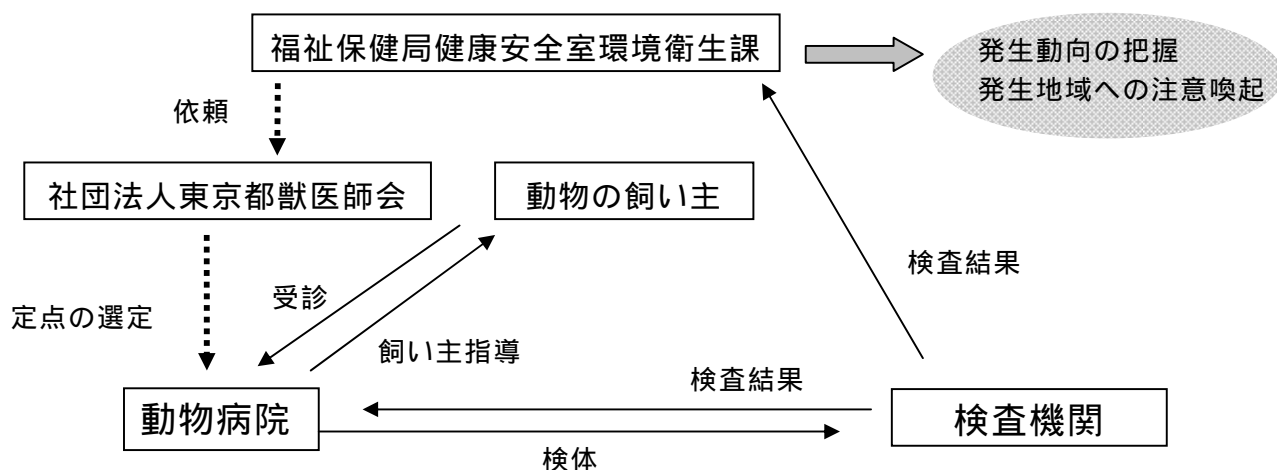 福祉保健局健康安全室環境衛生課
発生動向の把握
発生地域への注意喚起
依頼
社団法人東京都獣医師会
動物の飼い主
検査結果
受診
定点の選定
飼い主指導
検査結果
動物病院
検査機関
検体